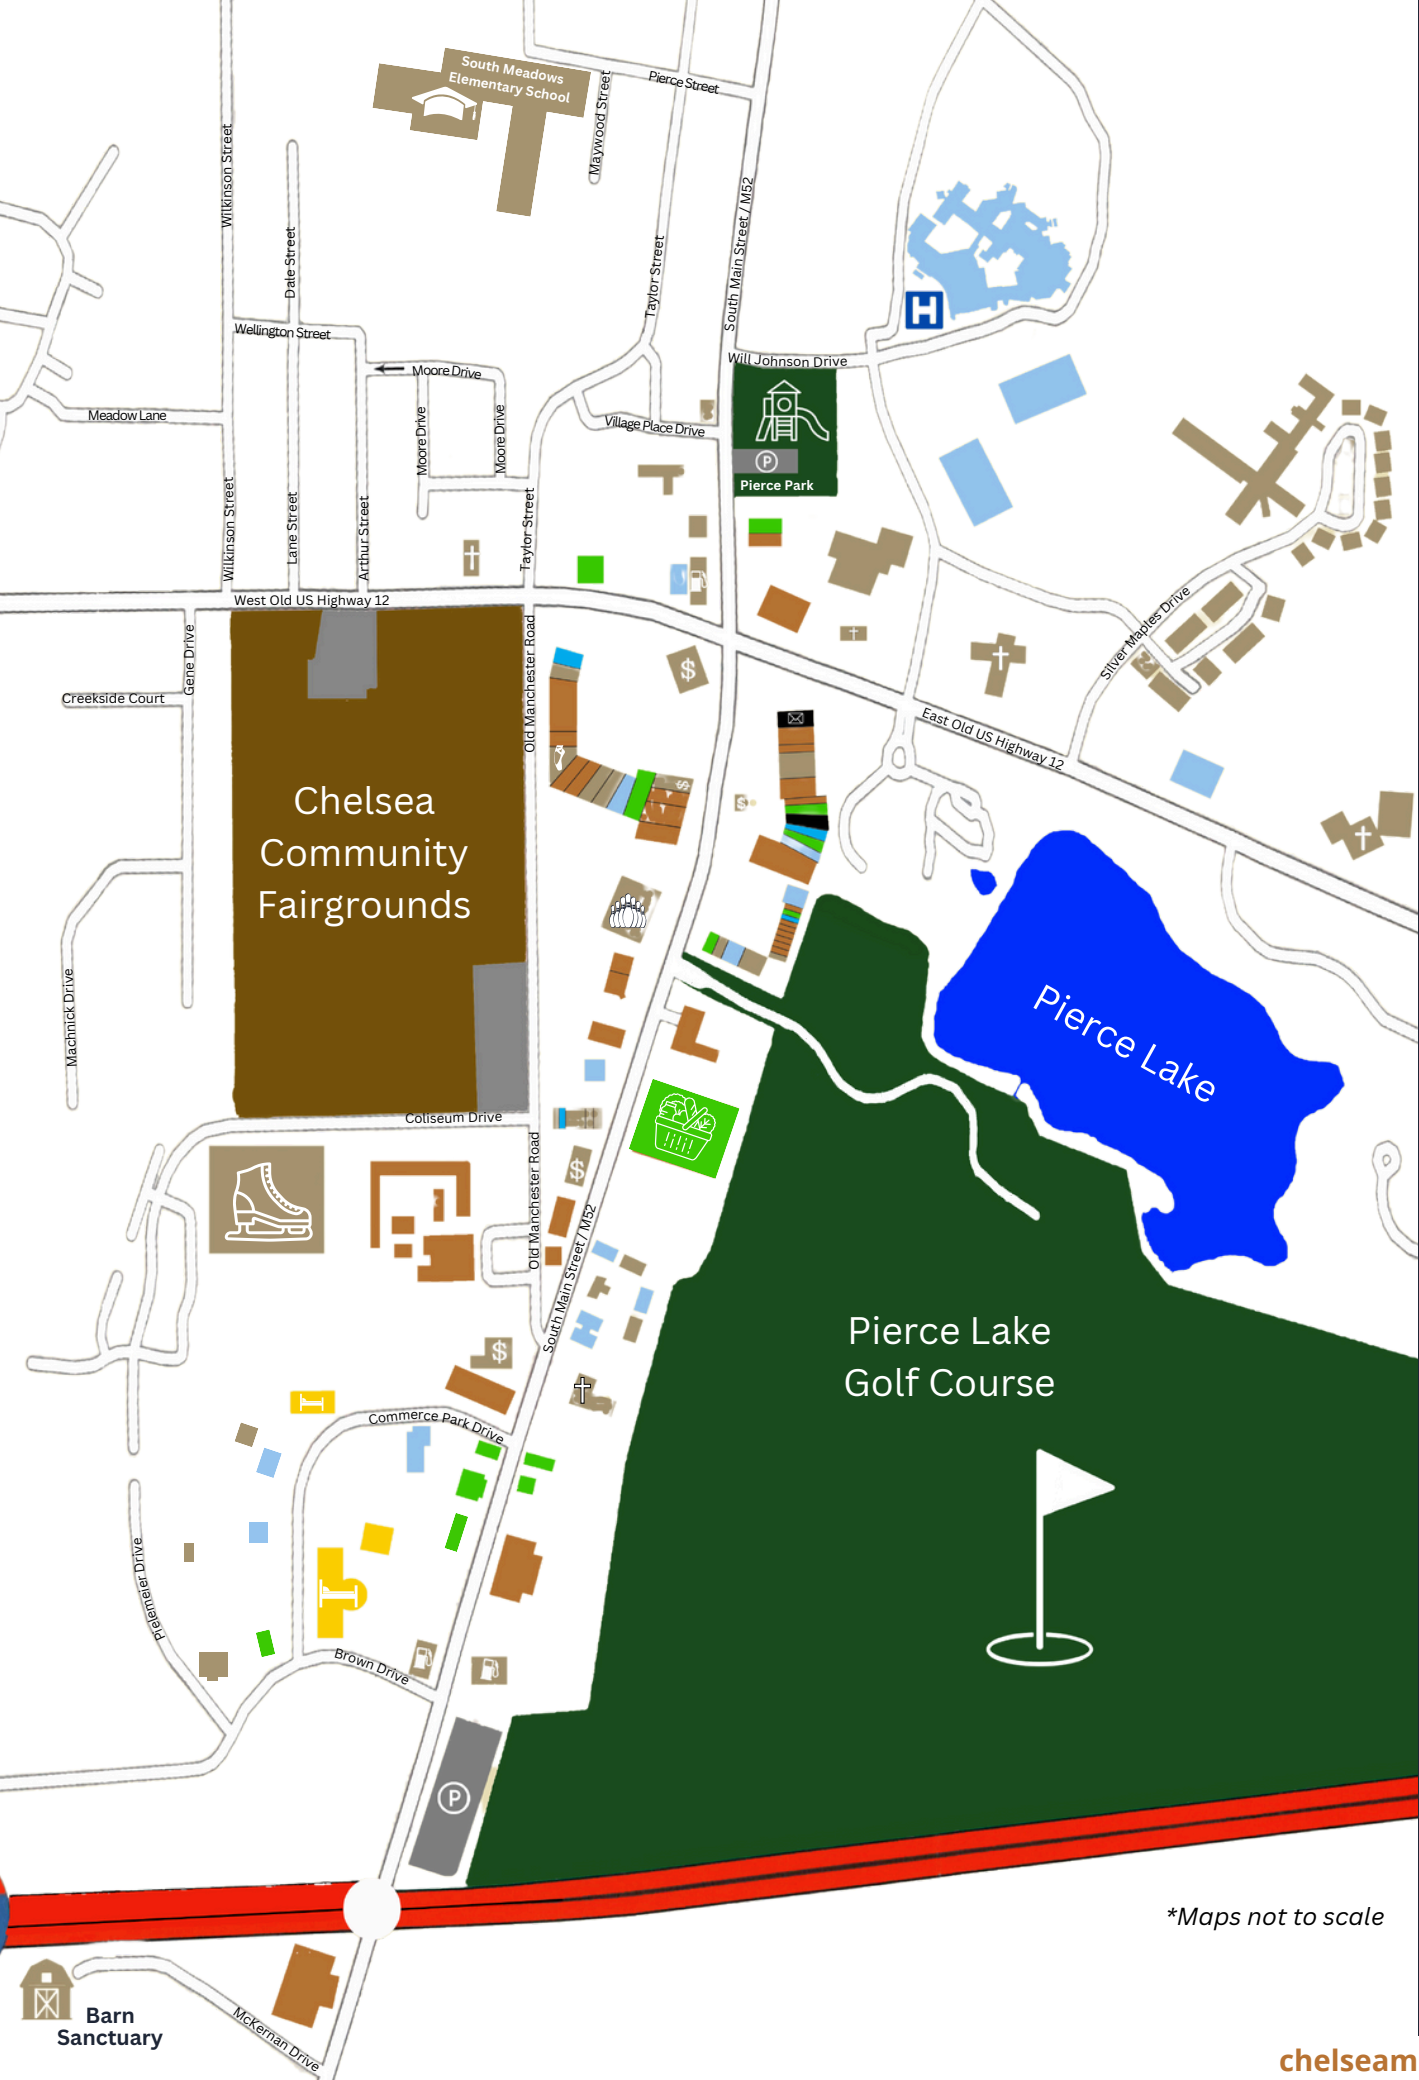 South Meadows
Elementary School
Pierce Street
Maywood Street
Wilkinson Street
South Main Street / M52
Dale Street
Taylor Street
H
Wellington Street
Will Johnson Drive
Moore Drive
Meadow Lane
Moore Drive
Moore Drive
Village Place Drive
P
Pierce Park
Wilkinson Street
Lane Street
Arthur Street
Taylor Street
West Old US Highway 12
Gene Drive
Old Manchester Road
Silver Maples Drive
$
Creekside Court
East Old US Highway 12
Chelsea
Community
Fairgrounds
$
$
Machnick Drive
Pierce Lake
Coliseum Drive
Old Manchester Road
$
South Main Street / M52
Pierce Lake
Golf Course
$
Commerce Park Drive
Pielemeier Drive
Brown Drive
P
*Maps not to scale
Barn
Sanctuary
McKernan Drive
chelseam